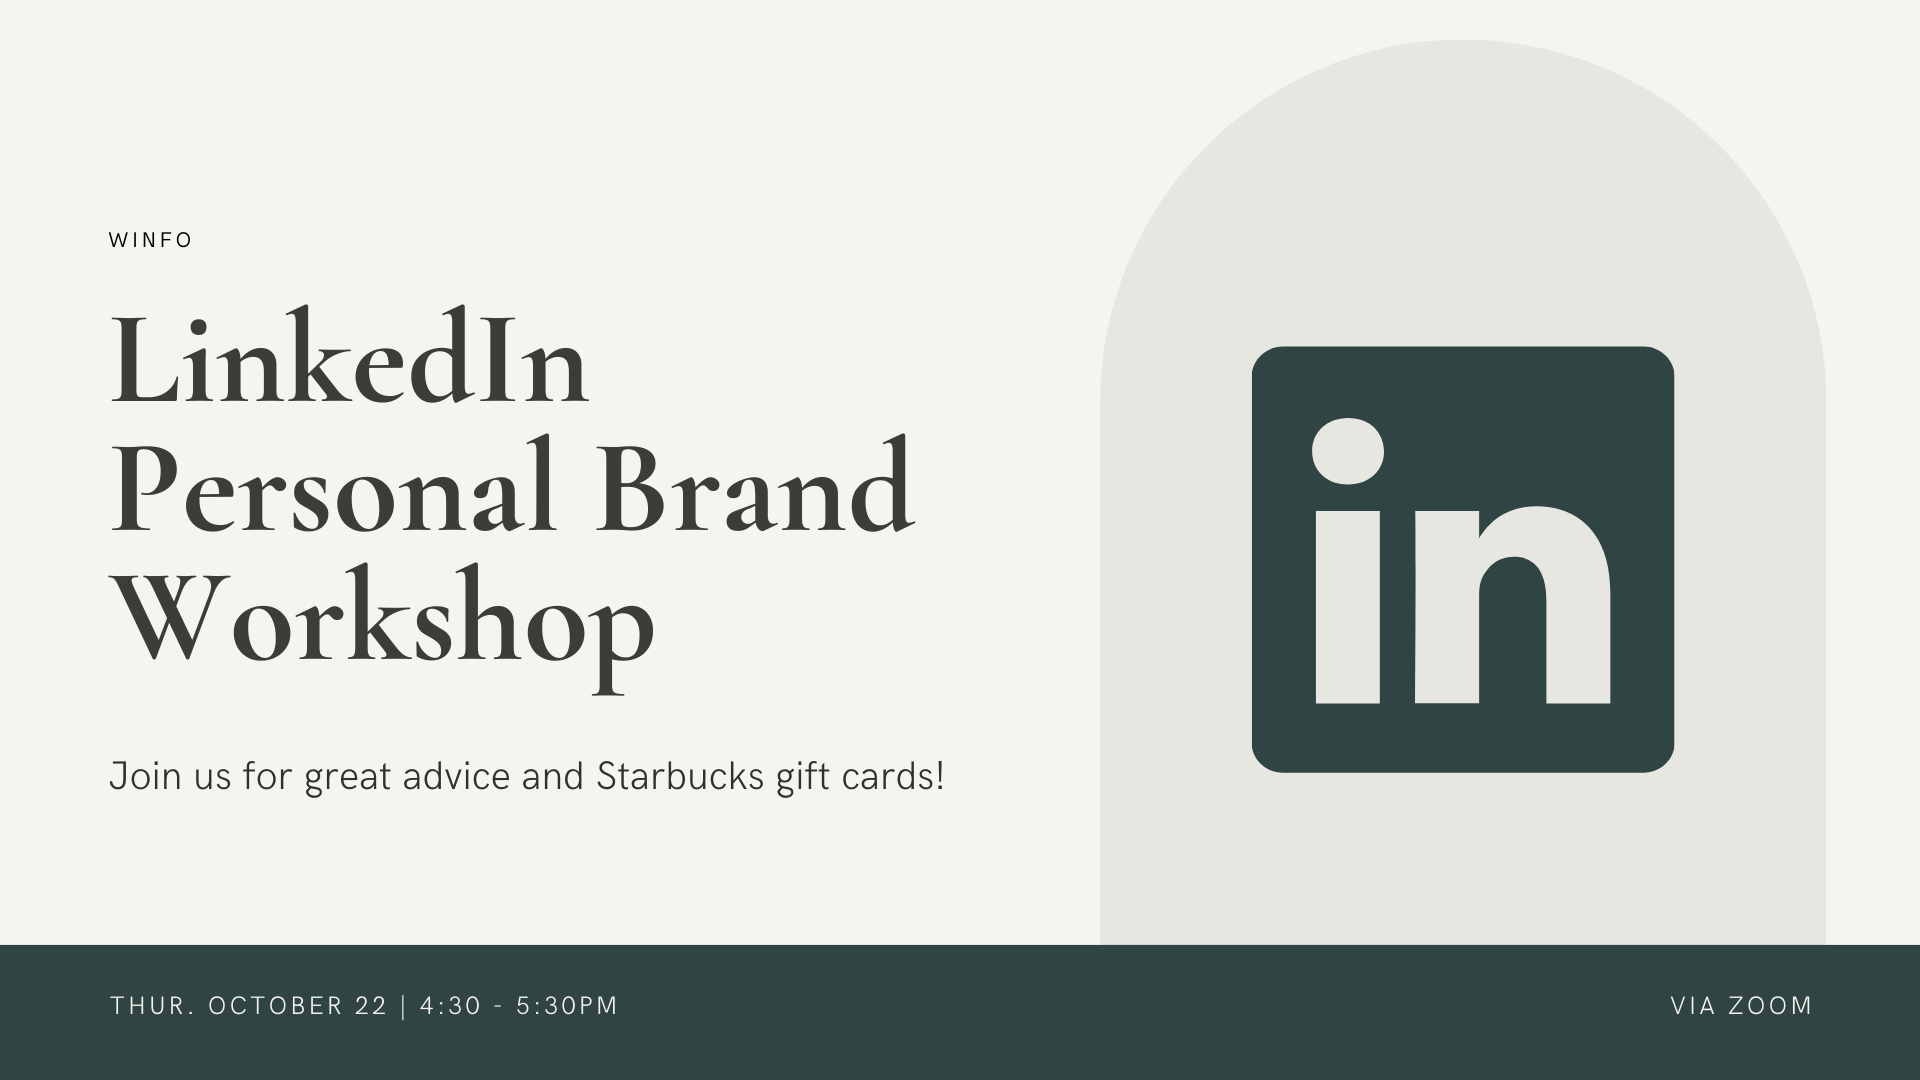 WINFO
LinkedIn
Personal Brand
Workshop
Join us for great advice and Starbucks gift cards!
in
THUR. OCTOBER 22 | 4:30 - 5:30PM
VIA ZOOM